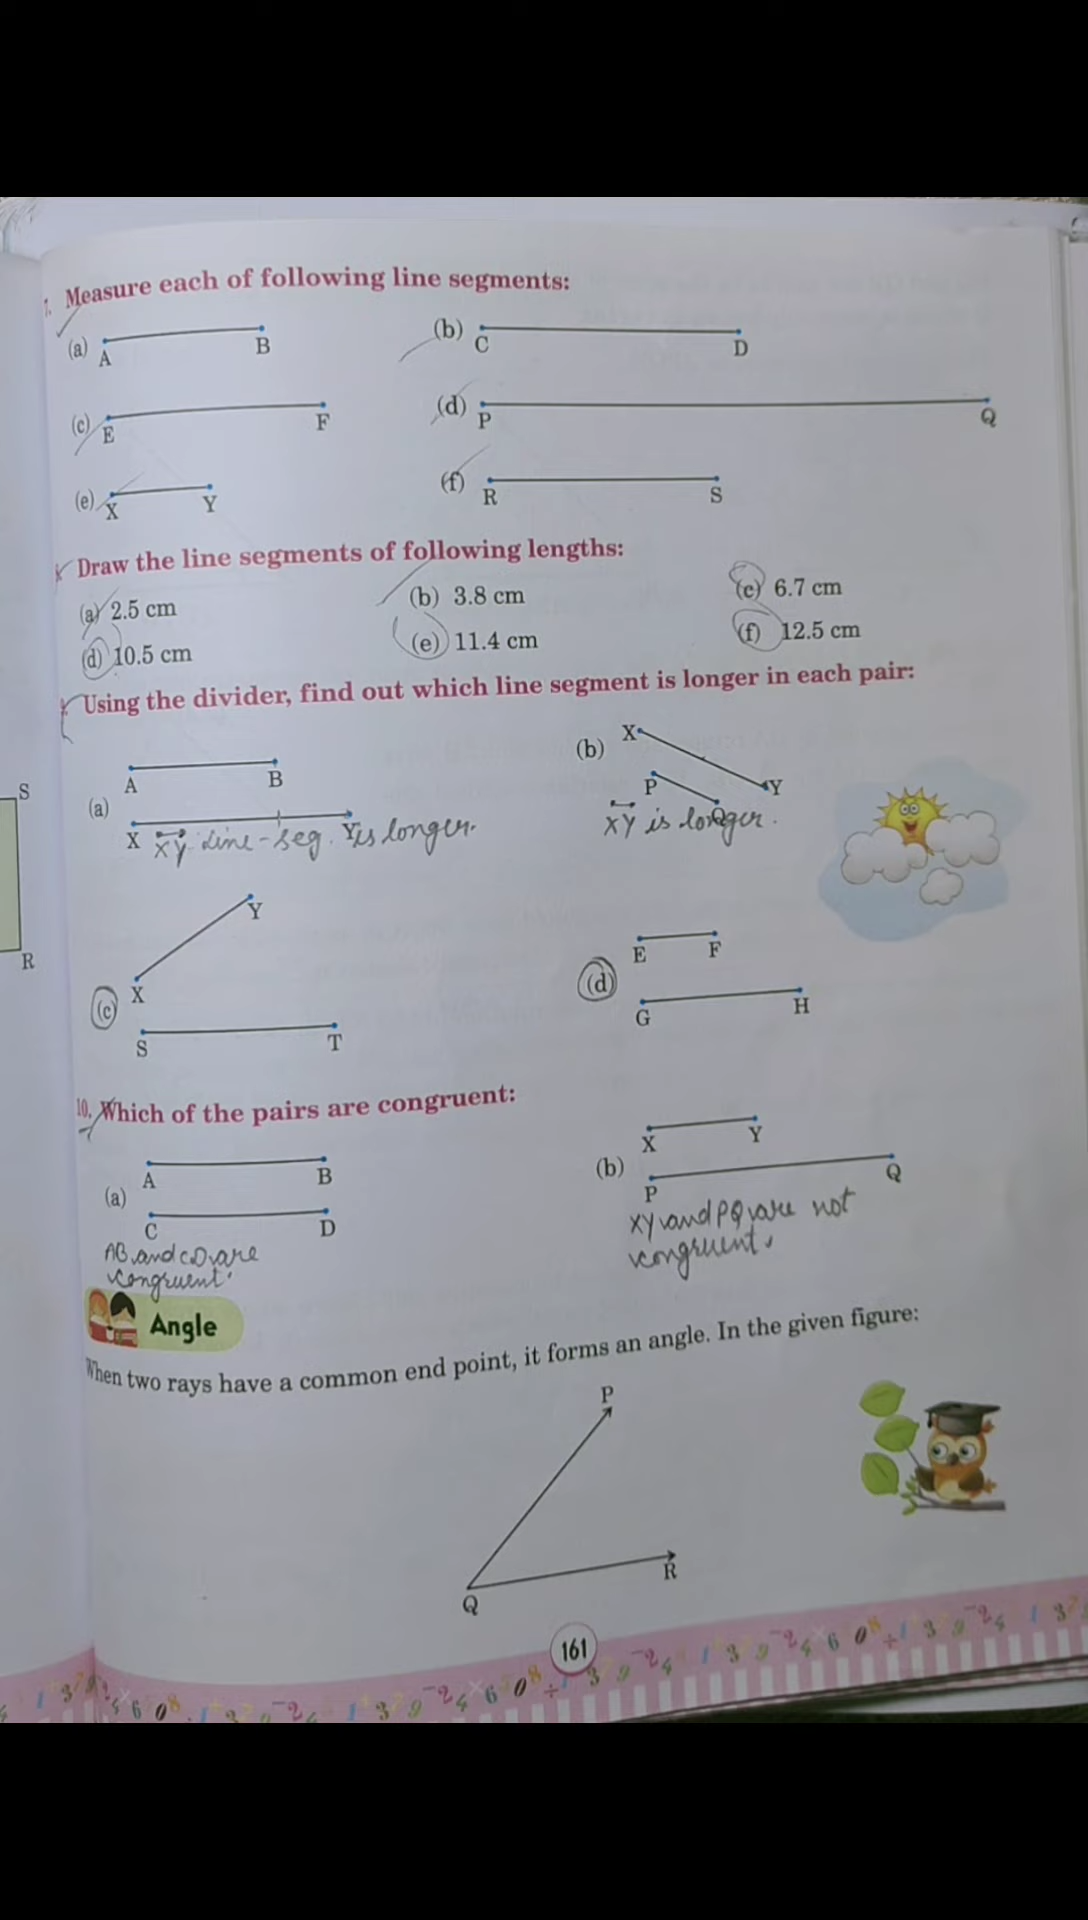 7. Measure each of following line segments:
(a) A B (b) C D
(c) E F (d) P Q
(e) X Y (f) R S
Draw the line segments of following lengths:
(a) 2.5 cm (b) 3.8 cm (c) 6.7 cm
(d) 10.5 cm (e) 11.4 cm (f) 12.5 cm
Using the divider, find out which line segment is longer in each pair:
(a) A B
X Y
XY line-seg. is longer.
(b) X Y
P Q
XY is longer.
S
R
(c) X Y
S T
(d) E F
G H
10. Which of the pairs are congruent:
(a) A B
C D
AB and CD are
congruent.
(b) X Y
P Q
XY and PQ are not
congruent.
Angle
When two rays have a common end point, it forms an angle. In the given figure:
P
Q R
161